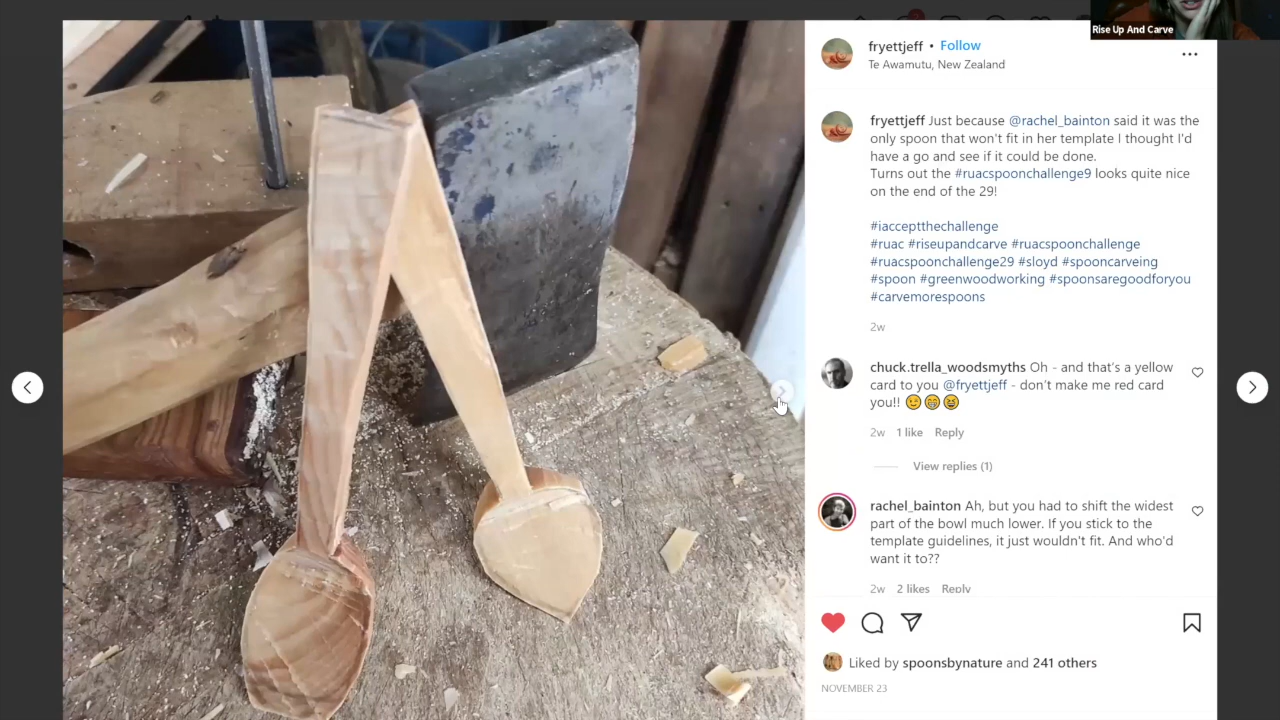 Rise Up And Carve
fryettjeff • Follow
Te Awamutu, New Zealand
fryettjeff Just because @rachel_bainton said it was the
only spoon that won't fit in her template I thought I'd
have a go and see if it could be done.
Turns out the #ruacspoonchallenge9 looks quite nice
on the end of the 29!
#iacceptthechallenge
#ruac #riseupandcarve #ruacspoonchallenge
#ruacspoonchallenge29 #sloyd #spooncarveing
#spoon #greenwoodworking #spoonsaregoodforyou
#carvemorespoons
2w
chuck.trella_woodsmyths Oh - and that's a yellow
card to you @fryettjeff - don't make me red card
you!! 😉😁😆
2w 1 like Reply
View replies (1)
rachel_bainton Ah, but you had to shift the widest
part of the bowl much lower. If you stick to the
template guidelines, it just wouldn't fit. And who'd
want it to??
2w 2 likes Reply
Liked by spoonsbynature and 241 others
NOVEMBER 23